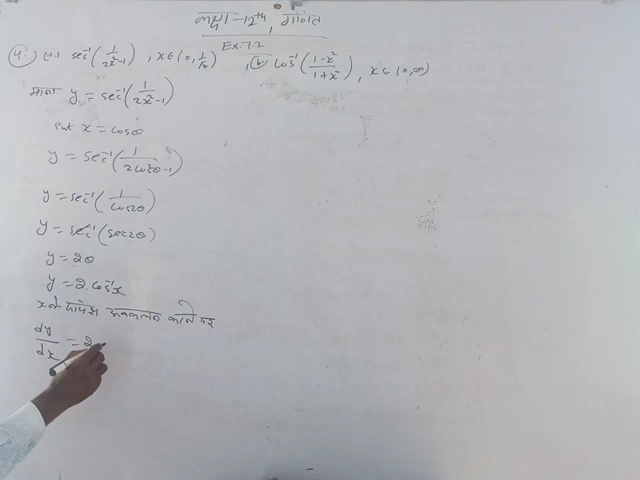 कक्षा - 12th, गणित
Ex. 7.2
4. (a) sec⁻¹(1/(2x²-1)), x∈(0, 1/√2), (b) cos⁻¹((1-x²)/(1+x²)), x∈(0,∞)
माना y = sec⁻¹(1/(2x²-1))
put x = cosθ
y = sec⁻¹(1/(2cos²θ-1))
y = sec⁻¹(1/cos2θ)
y = sec⁻¹(sec2θ)
y = 2θ
y = 2.cos⁻¹x
x के सापेक्ष अवकलन करने पर
dy/dx = 2